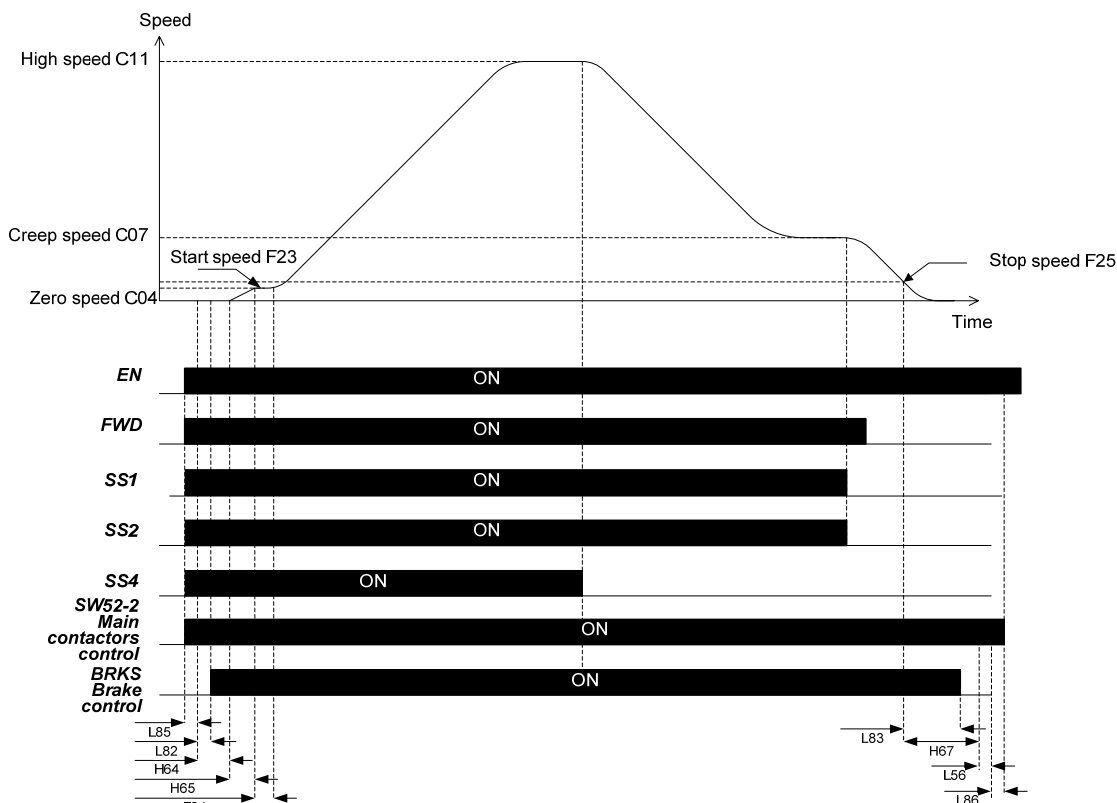 Speed
High speed C11
Creep speed C07
Start speed F23
Stop speed F25
Zero speed C04
Time
EN
ON
FWD
ON
SS1
ON
SS2
ON
SS4
ON
SW52-2
Main
contactors
control
ON
BRKS
Brake
control
ON
L85
L83
H67
L82
L56
H64
L86
H65